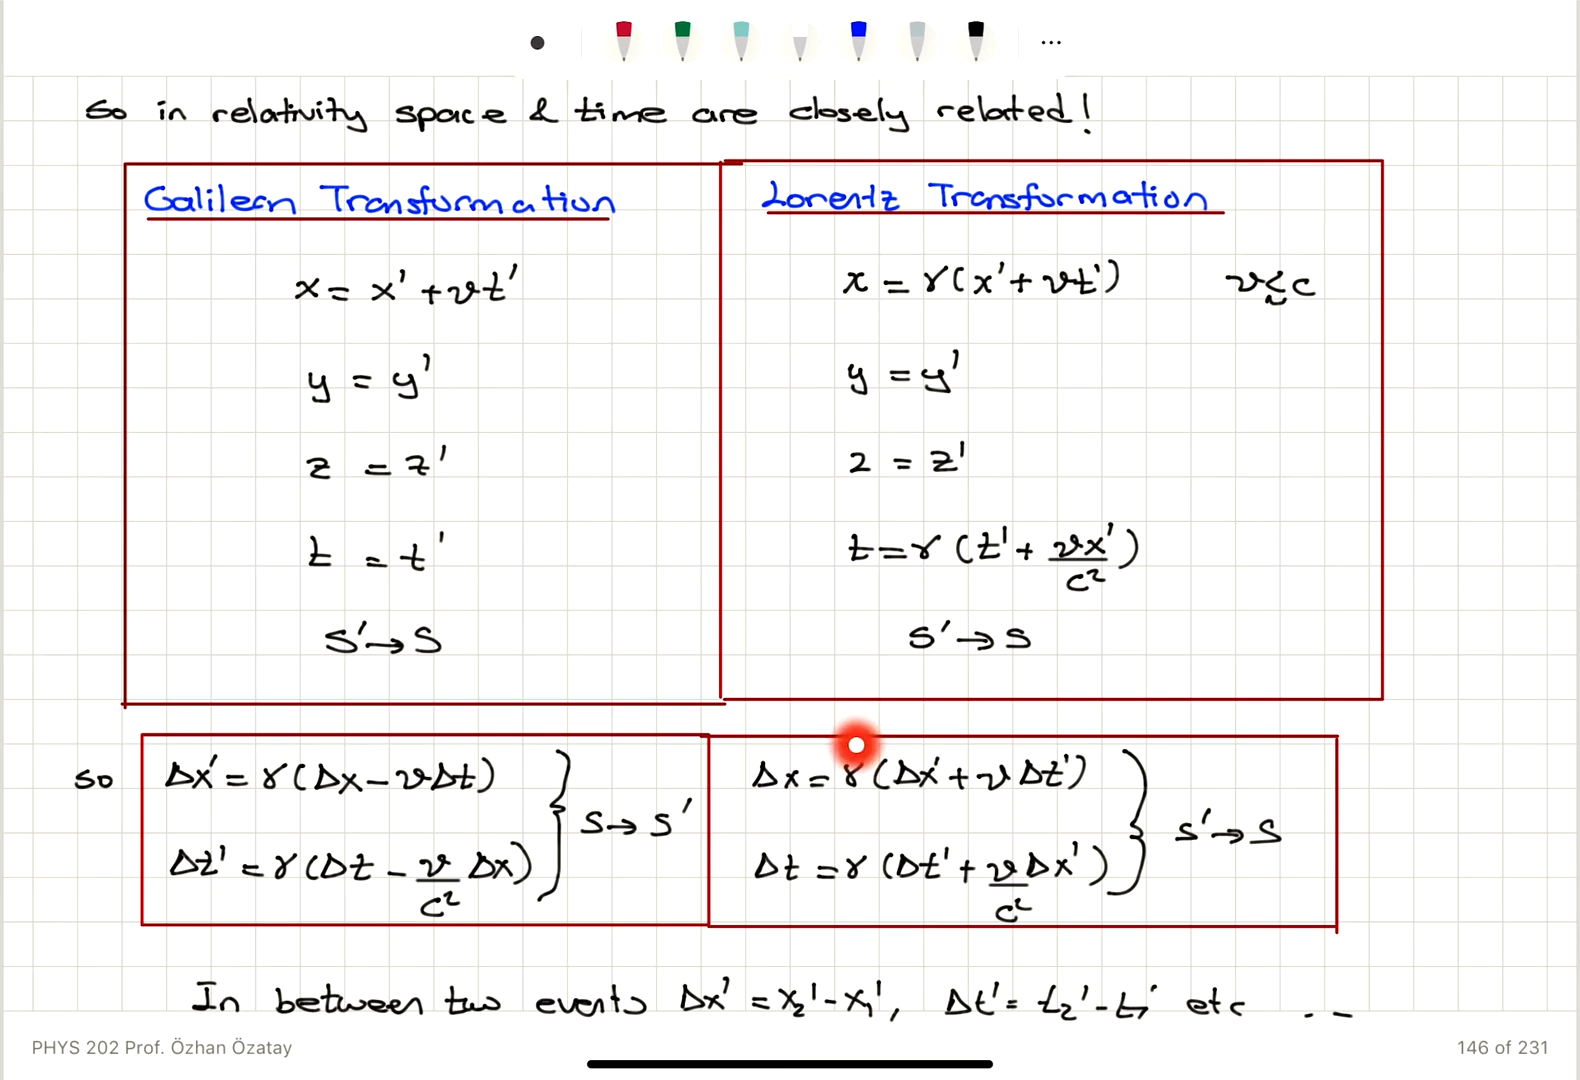 so in relativity space & time are closely related!
Galilean Transformation
x = x' + vt'
y = y'
z = z'
t = t'
S' → S
Lorentz Transformation
x = γ(x' + vt') v ≲ c
y = y'
z = z'
t = γ(t' + vx'/c²)
S' → S
so Δx' = γ(Δx - vΔt)
Δt' = γ(Δt - v/c² Δx)
} S → S'
Δx = γ(Δx' + vΔt')
Δt = γ(Δt' + v/c² Δx')
} S' → S
In between two events Δx' = x₂' - x₁', Δt' = t₂' - t₁' etc ...
PHYS 202 Prof. Özhan Özatay
146 of 231